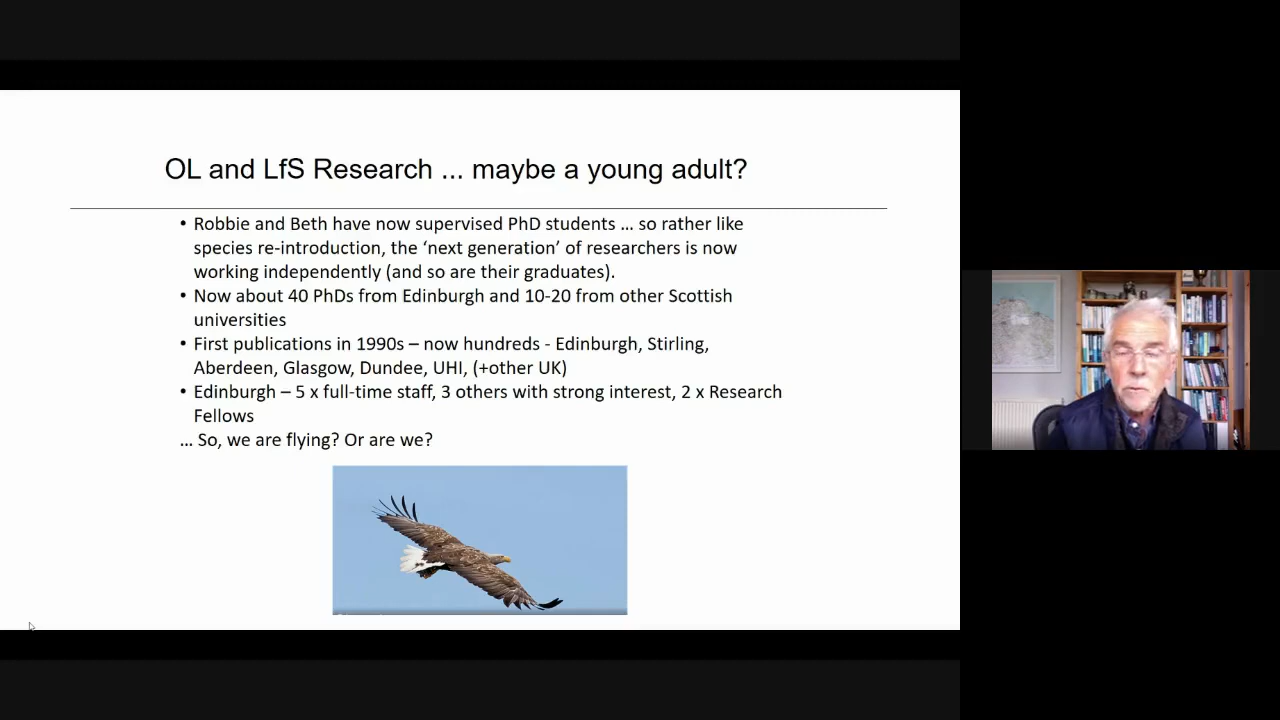 OL and LfS Research ... maybe a young adult?
• Robbie and Beth have now supervised PhD students … so rather like
species re-introduction, the ‘next generation’ of researchers is now
working independently (and so are their graduates).
• Now about 40 PhDs from Edinburgh and 10-20 from other Scottish
universities
• First publications in 1990s – now hundreds - Edinburgh, Stirling,
Aberdeen, Glasgow, Dundee, UHI, (+other UK)
• Edinburgh – 5 x full-time staff, 3 others with strong interest, 2 x Research
Fellows
… So, we are flying? Or are we?